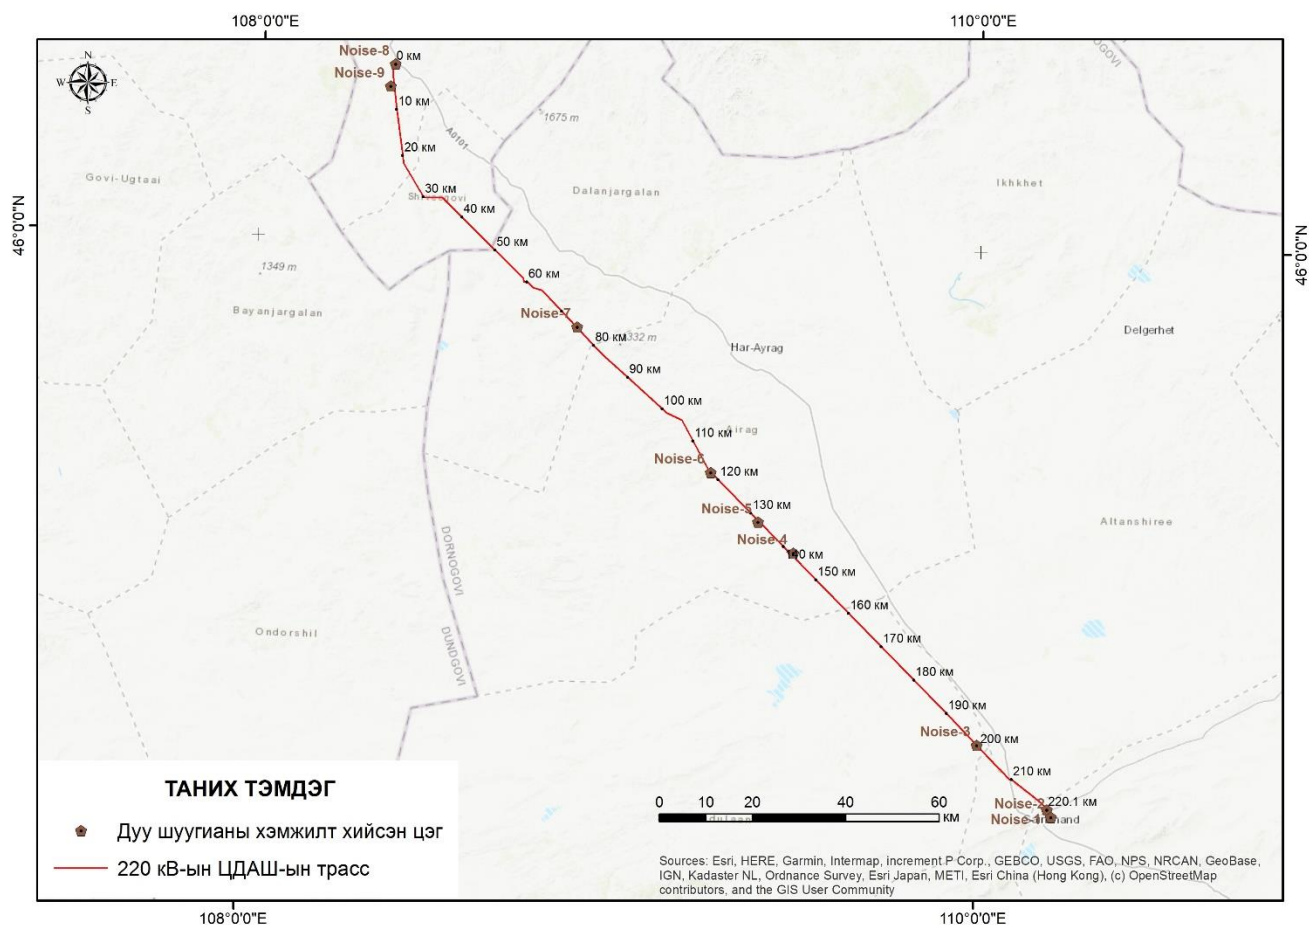 108°0'0"E
110°0'0"E
N
W
E
S
Noise-8
0 км
Noise-9
10 км
A0101
1675 m
20 км
Govi-Ugtaai
30 км
Dalanjargalan
Ikhkhet
40 км
46°0'0"N
46°0'0"N
50 км
1349 m
60 км
Bayanjargalan
Noise-7
80 км
Delgerhet
Har-Ayrag
90 км
100 км
Airag
110 км
Noise-6
120 км
Noise-5
130 км
Altanshiree
Noise-4
150 км
DORNOGOVI
160 км
Ondorshil
170 км
DUNDGOVI
180 км
190 км
Noise-3
200 км
210 км
ТАНИХ ТЭМДЭГ
Дуу шуугианы хэмжилт хийсэн цэг
220 кВ-ын ЦДАШ-ын трасс
0 10 20 40 60
км
Noise-2
220.1 км
Noise-1
Sources: Esri, HERE, Garmin, Intermap, increment P Corp., GEBCO, USGS, FAO, NPS, NRCAN, GeoBase,
IGN, Kadaster NL, Ordnance Survey, Esri Japan, METI, Esri China (Hong Kong), (c) OpenStreetMap
contributors, and the GIS User Community
108°0'0"E
110°0'0"E